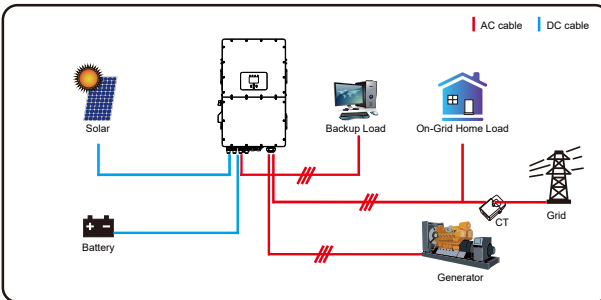 AC cable
DC cable
Solar
Backup Load
On-Grid Home Load
Battery
CT
Grid
Generator